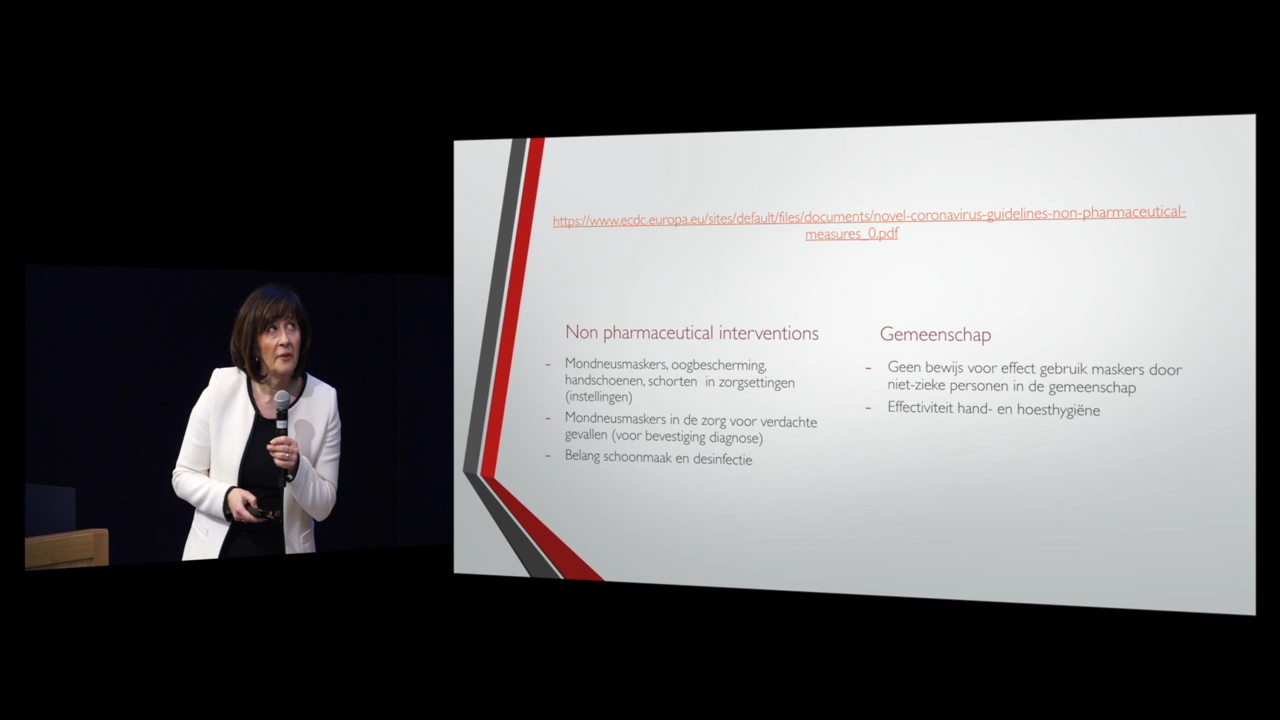 https://www.ecdc.europa.eu/sites/default/files/documents/novel-coronavirus-guidelines-non-pharmaceutical-
measures_0.pdf
Non pharmaceutical interventions
- Mondneusmaskers, oogbescherming,
handschoenen, schorten in zorgsettingen
(instellingen)
- Mondneusmaskers in de zorg voor verdachte
gevallen (voor bevestiging diagnose)
- Belang schoonmaak en desinfectie
Gemeenschap
- Geen bewijs voor effect gebruik maskers door
niet-zieke personen in de gemeenschap
- Effectiviteit hand- en hoesthygiëne